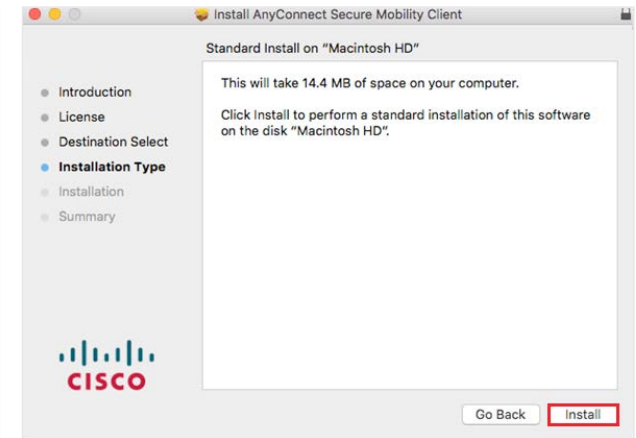 Install AnyConnect Secure Mobility Client
Standard Install on “Macintosh HD”
Introduction
License
Destination Select
Installation Type
Installation
Summary
This will take 14.4 MB of space on your computer.
Click Install to perform a standard installation of this software
on the disk “Macintosh HD”.
CISCO
Go Back
Install